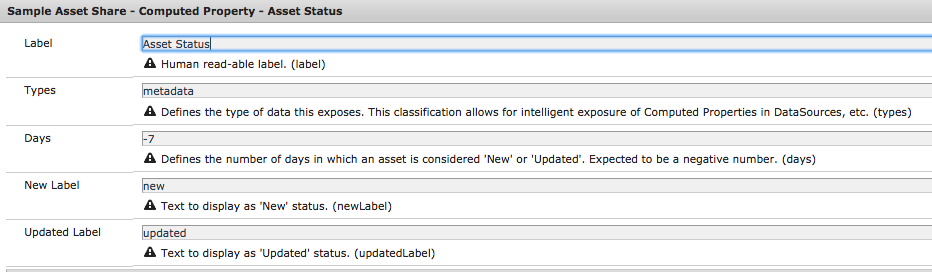 Sample Asset Share - Computed Property - Asset Status
Label
Asset Status
Human read-able label. (label)
Types
metadata
Defines the type of data this exposes. This classification allows for intelligent exposure of Computed Properties in DataSources, etc. (types)
Days
-7
Defines the number of days in which an asset is considered 'New' or 'Updated'. Expected to be a negative number. (days)
New Label
new
Text to display as 'New' status. (newLabel)
Updated Label
updated
Text to display as 'Updated' status. (updatedLabel)